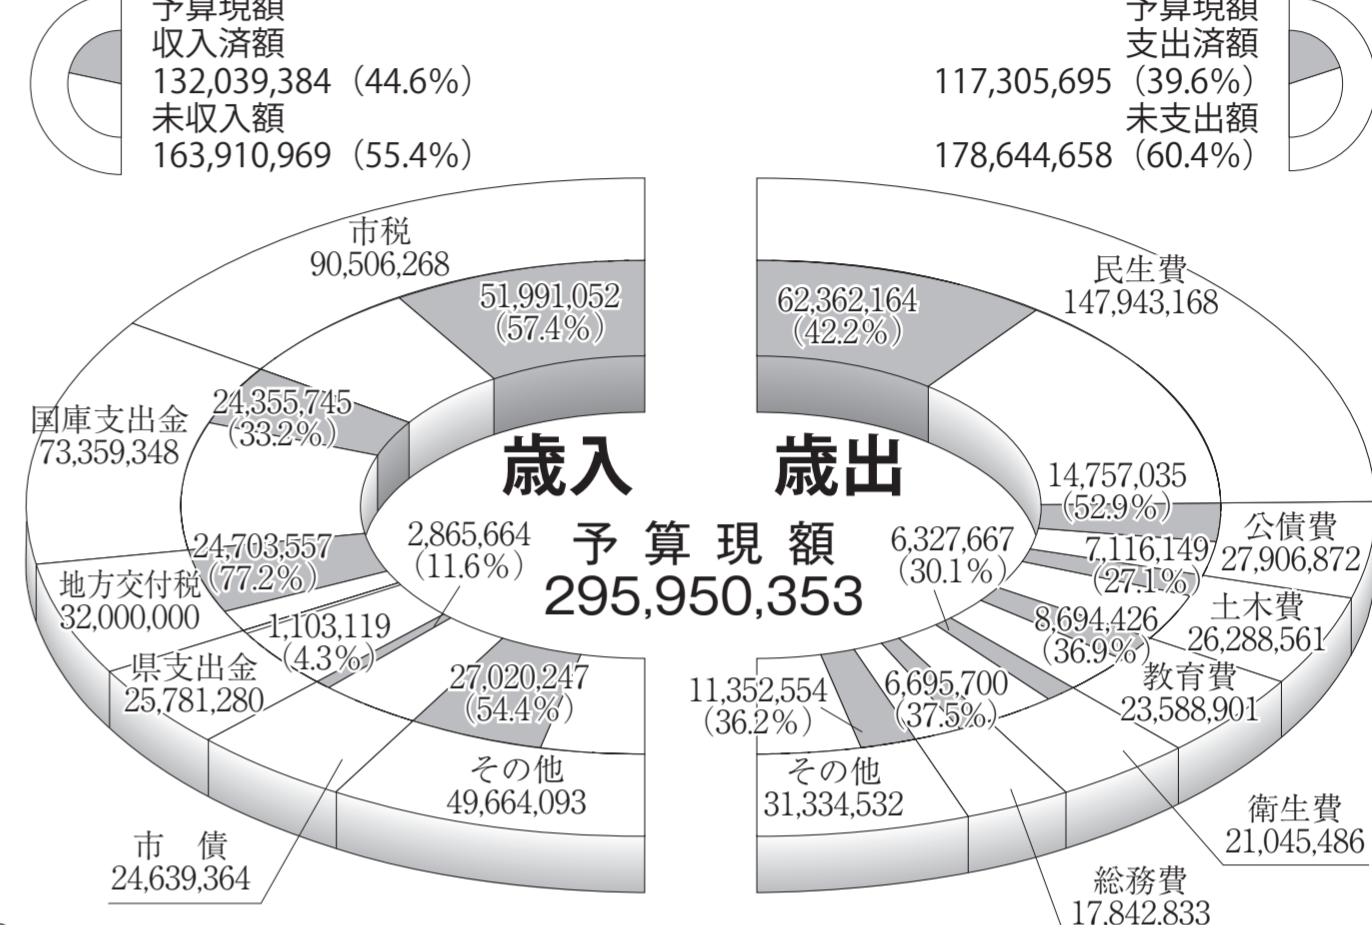 予算現額
収入済額
132,039,384（44.6%）
未収入額
163,910,969（55.4%）
予算現額
支出済額
117,305,695（39.6%）
未支出額
178,644,658（60.4%）
市税
90,506,268
51,991,052
（57.4%）
国庫支出金
73,359,348
24,355,745
（33.2%）
地方交付税
32,000,000
24,703,557
（77.2%）
県支出金
25,781,280
1,103,119
（4.3%）
市　債
24,639,364
2,865,664
（11.6%）
その他
49,664,093
27,020,247
（54.4%）
歳入　歳出
予算現額
295,950,353
民生費
147,943,168
62,362,164
（42.2%）
公債費
27,906,872
14,757,035
（52.9%）
土木費
26,288,561
7,116,149
（27.1%）
教育費
23,588,901
8,694,426
（36.9%）
衛生費
21,045,486
6,327,667
（30.1%）
総務費
17,842,833
6,695,700
（37.5%）
その他
31,334,532
11,352,554
（36.2%）